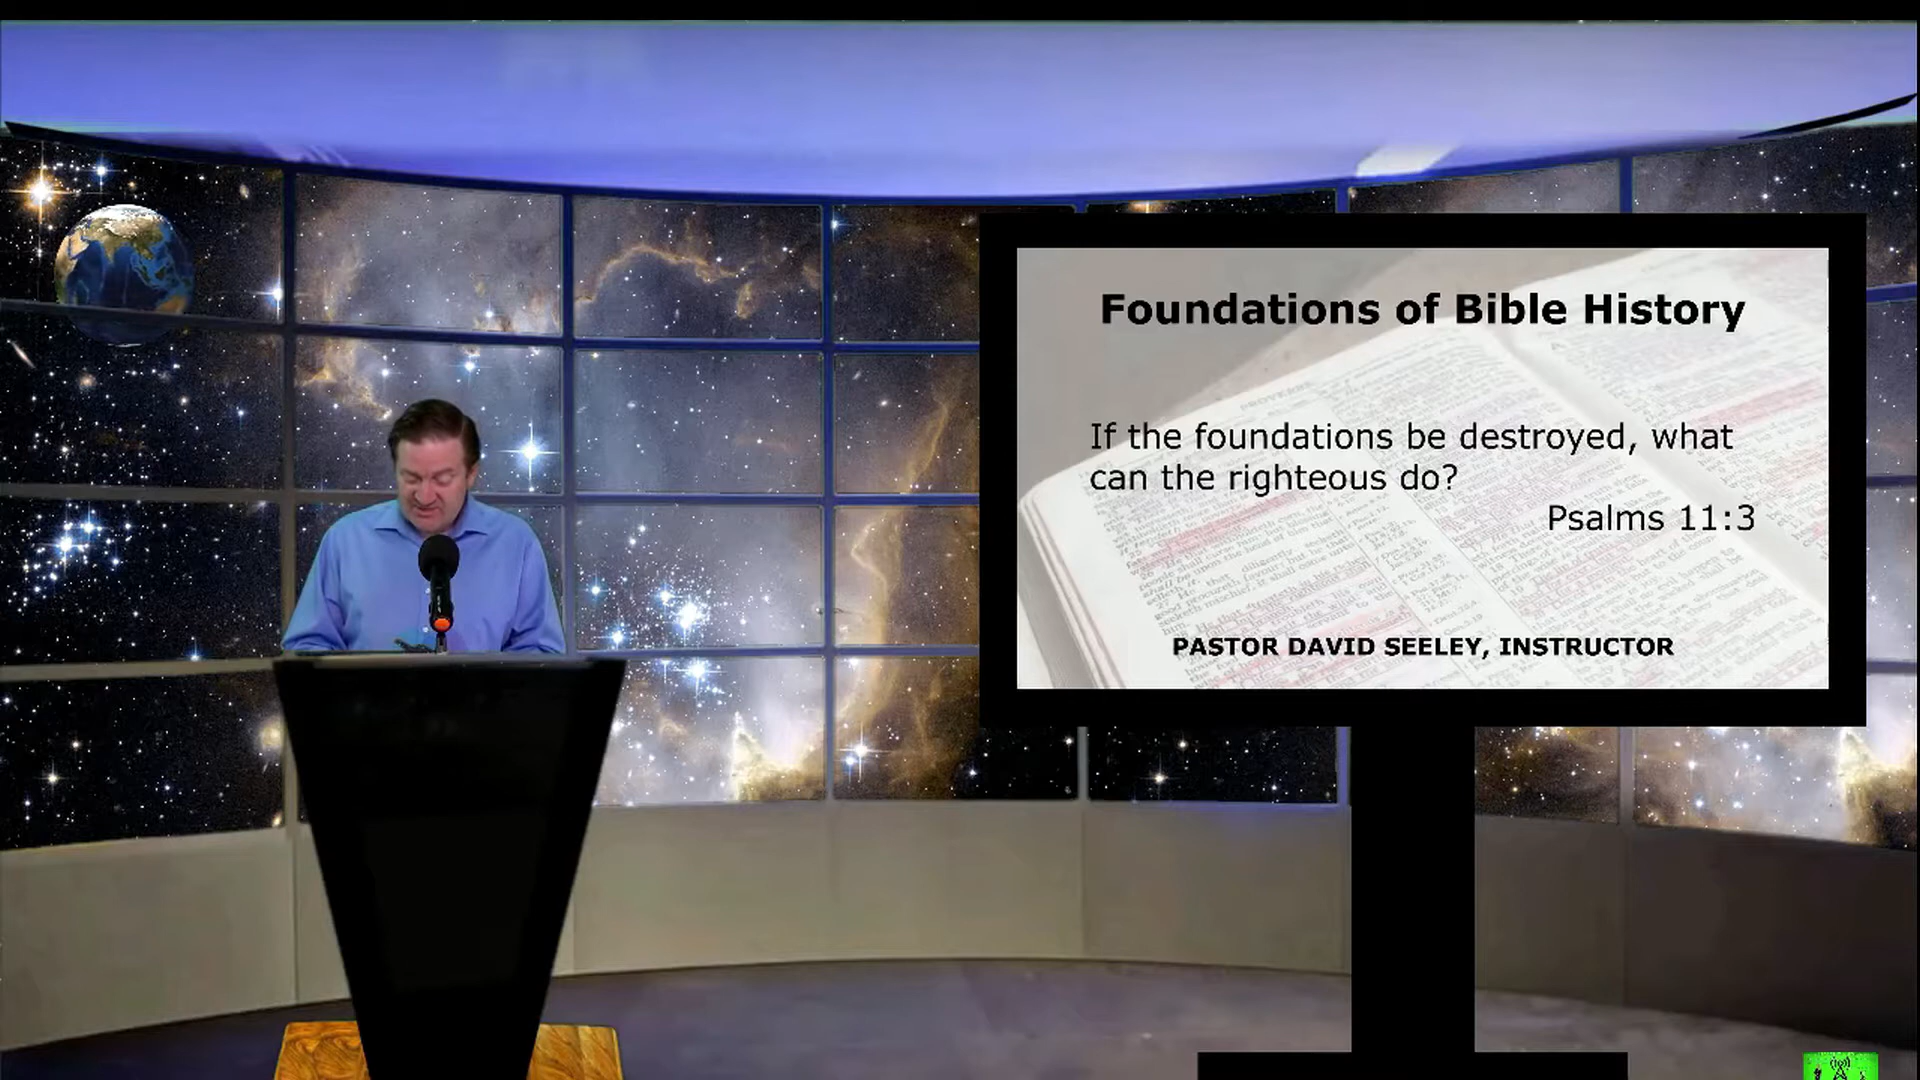 Foundations of Bible History
If the foundations be destroyed, what
can the righteous do?
Psalms 11:3
PASTOR DAVID SEELEY, INSTRUCTOR